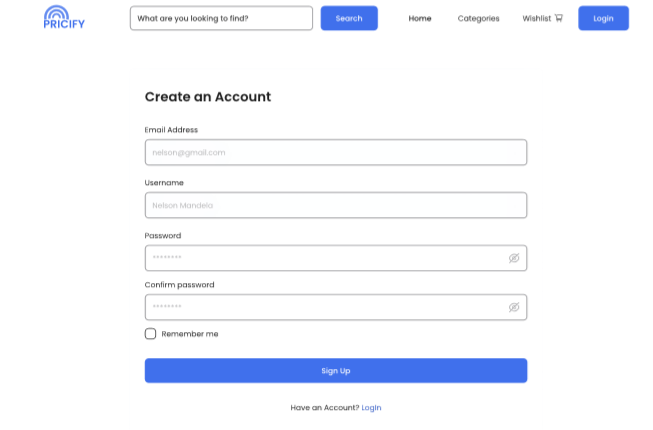 PRICIFY
What are you looking to find?
Search
Home
Categories
Wishlist
Login
Create an Account
Email Address
nelson@gmail.com
Username
Nelson Mandela
Password
********
Confirm password
********
Remember me
Sign Up
Have an Account? LogIn